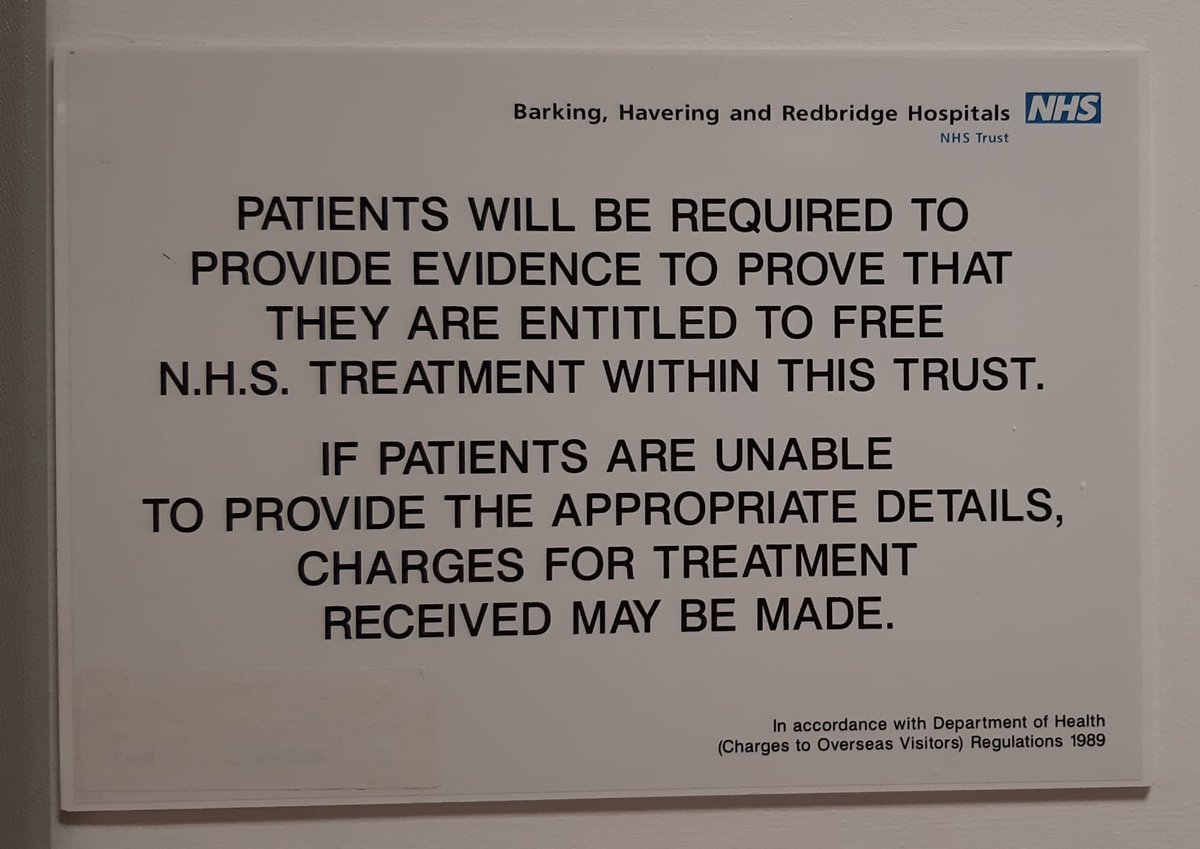 Barking, Havering and Redbridge Hospitals NHS
NHS Trust
PATIENTS WILL BE REQUIRED TO
PROVIDE EVIDENCE TO PROVE THAT
THEY ARE ENTITLED TO FREE
N.H.S. TREATMENT WITHIN THIS TRUST.
IF PATIENTS ARE UNABLE
TO PROVIDE THE APPROPRIATE DETAILS,
CHARGES FOR TREATMENT
RECEIVED MAY BE MADE.
In accordance with Department of Health
(Charges to Overseas Visitors) Regulations 1989